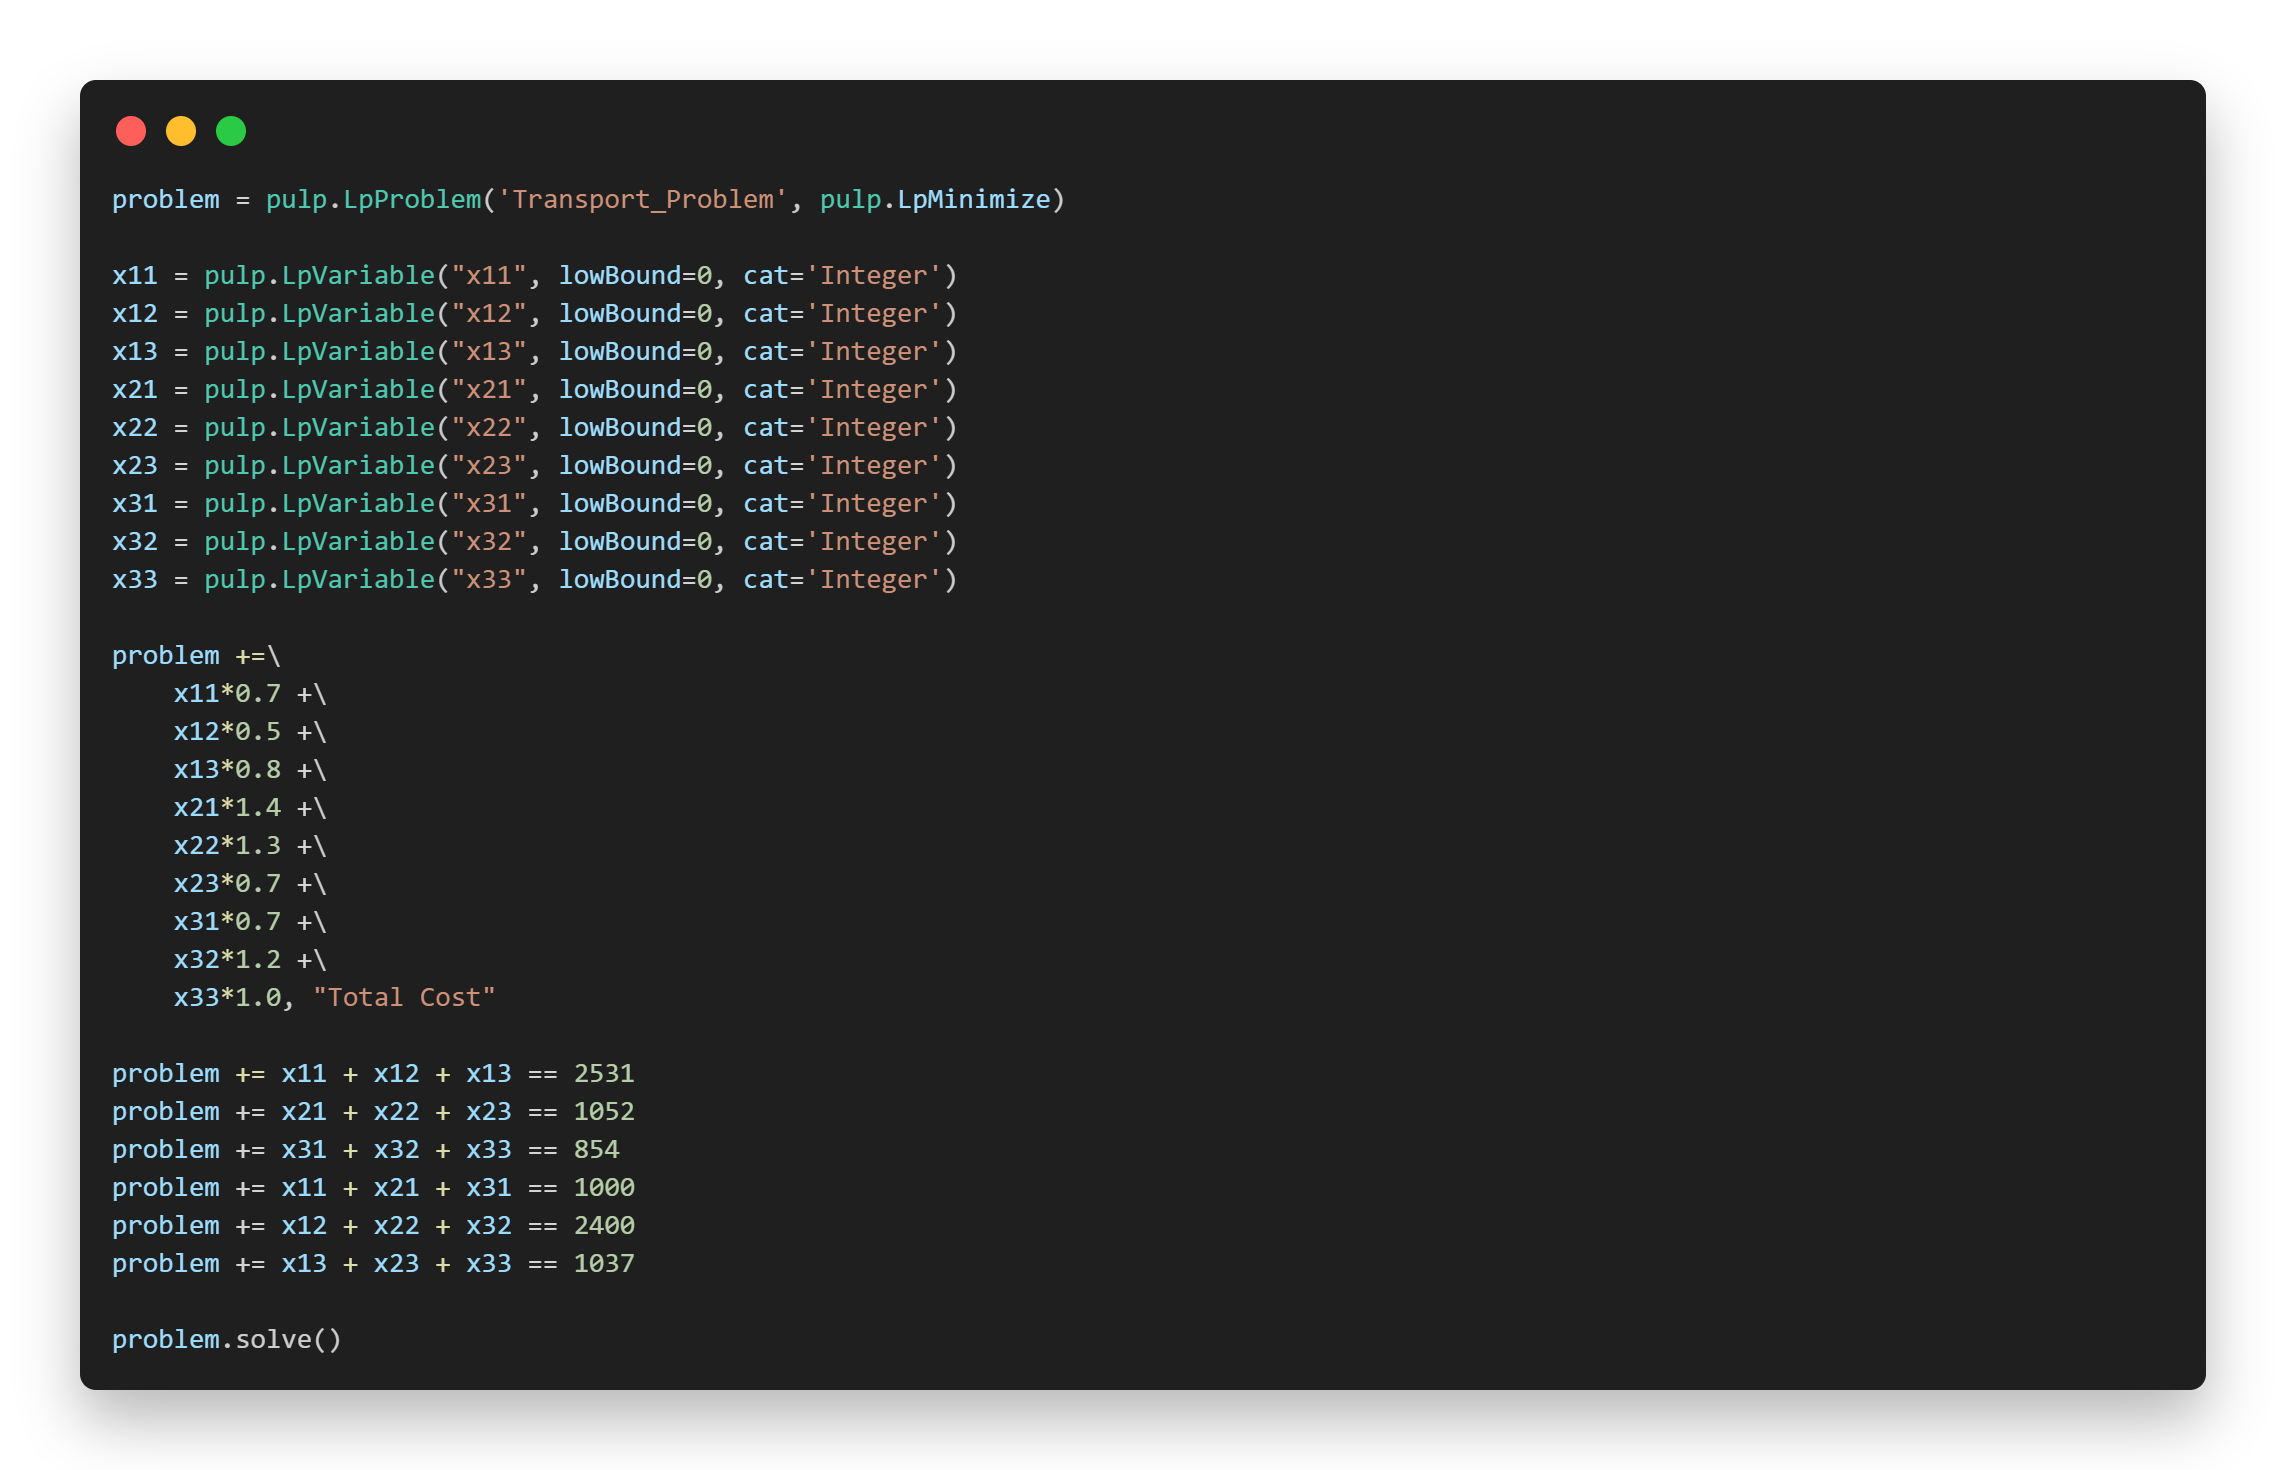 problem = pulp.LpProblem('Transport_Problem', pulp.LpMinimize)

x11 = pulp.LpVariable("x11", lowBound=0, cat='Integer')
x12 = pulp.LpVariable("x12", lowBound=0, cat='Integer')
x13 = pulp.LpVariable("x13", lowBound=0, cat='Integer')
x21 = pulp.LpVariable("x21", lowBound=0, cat='Integer')
x22 = pulp.LpVariable("x22", lowBound=0, cat='Integer')
x23 = pulp.LpVariable("x23", lowBound=0, cat='Integer')
x31 = pulp.LpVariable("x31", lowBound=0, cat='Integer')
x32 = pulp.LpVariable("x32", lowBound=0, cat='Integer')
x33 = pulp.LpVariable("x33", lowBound=0, cat='Integer')

problem +=\
    x11*0.7 +\
    x12*0.5 +\
    x13*0.8 +\
    x21*1.4 +\
    x22*1.3 +\
    x23*0.7 +\
    x31*0.7 +\
    x32*1.2 +\
    x33*1.0, "Total Cost"

problem += x11 + x12 + x13 == 2531
problem += x21 + x22 + x23 == 1052
problem += x31 + x32 + x33 == 854
problem += x11 + x21 + x31 == 1000
problem += x12 + x22 + x32 == 2400
problem += x13 + x23 + x33 == 1037

problem.solve()